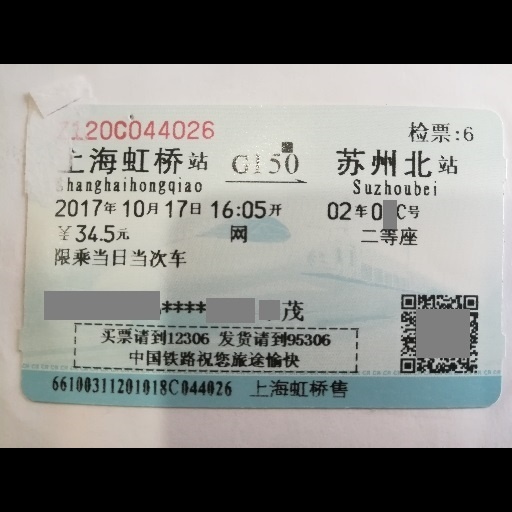 Z120C044026 检票:6
上海虹桥站 G150 苏州北站
Shanghaihongqiao Suzhoubei
2017年10月17日 16:05开 02车0 C号
￥34.5元 网 二等座
限乘当日当次车
**** 茂
买票请到12306 发货请到95306
中国铁路祝您旅途愉快
66100311201018C044026 上海虹桥售